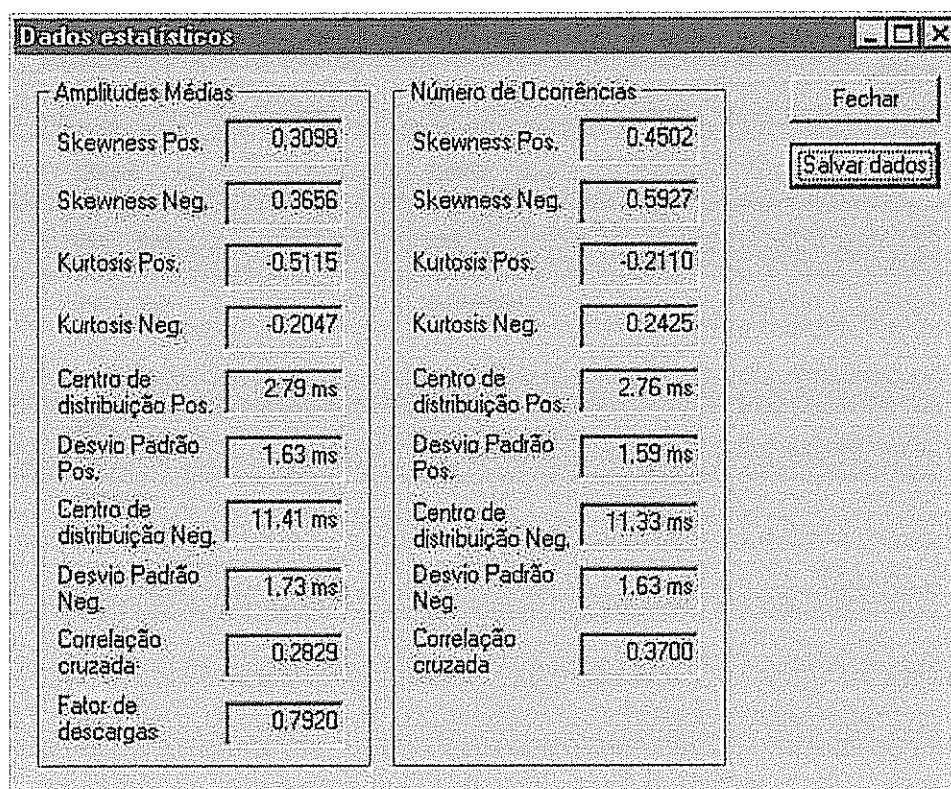 Dados estatísticos
Amplitudes Médias
Skewness Pos. 0.3098
Skewness Neg. 0.3656
Kurtosis Pos. -0.5115
Kurtosis Neg. -0.2047
Centro de
distribuição Pos. 2.79 ms
Desvio Padrão
Pos. 1.63 ms
Centro de
distribuição Neg. 11.41 ms
Desvio Padrão
Neg. 1.73 ms
Correlação
cruzada 0.2829
Fator de
descargas 0.7920
Número de Ocorrências
Skewness Pos. 0.4502
Skewness Neg. 0.5927
Kurtosis Pos. -0.2110
Kurtosis Neg. 0.2425
Centro de
distribuição Pos. 2.76 ms
Desvio Padrão
Pos. 1.59 ms
Centro de
distribuição Neg. 11.33 ms
Desvio Padrão
Neg. 1.63 ms
Correlação
cruzada 0.3700
Fechar
Salvar dados